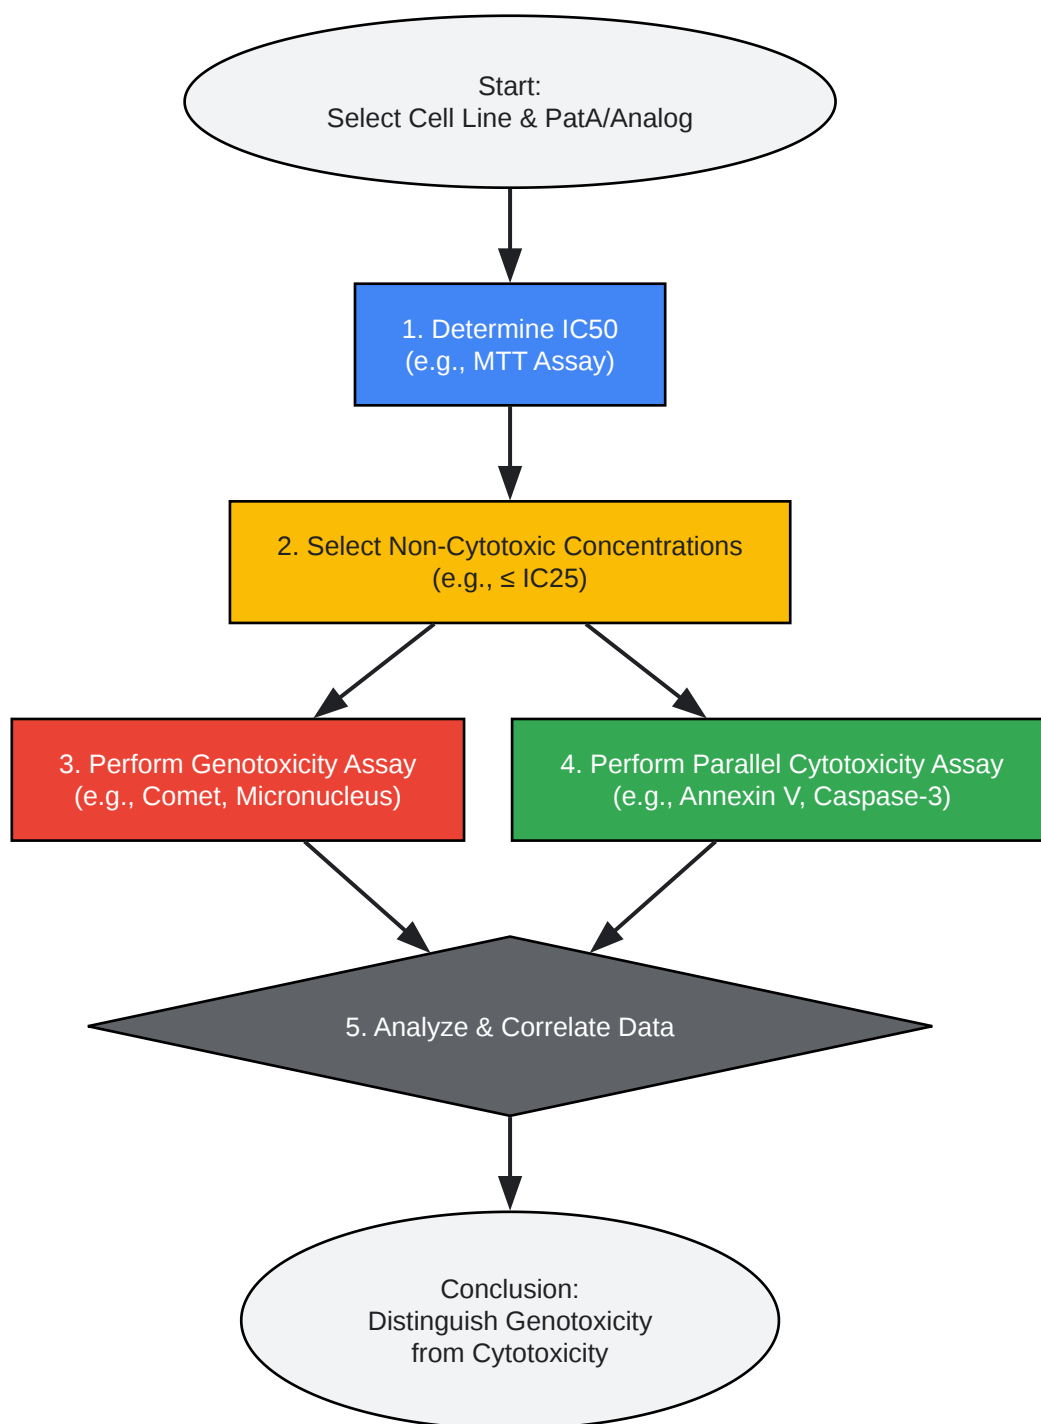 Start:
Select Cell Line & PatA/Analog
1. Determine IC50
(e.g., MTT Assay)
2. Select Non-Cytotoxic Concentrations
(e.g., ≤ IC25)
3. Perform Genotoxicity Assay
(e.g., Comet, Micronucleus)
4. Perform Parallel Cytotoxicity Assay
(e.g., Annexin V, Caspase-3)
5. Analyze & Correlate Data
Conclusion:
Distinguish Genotoxicity
from Cytotoxicity